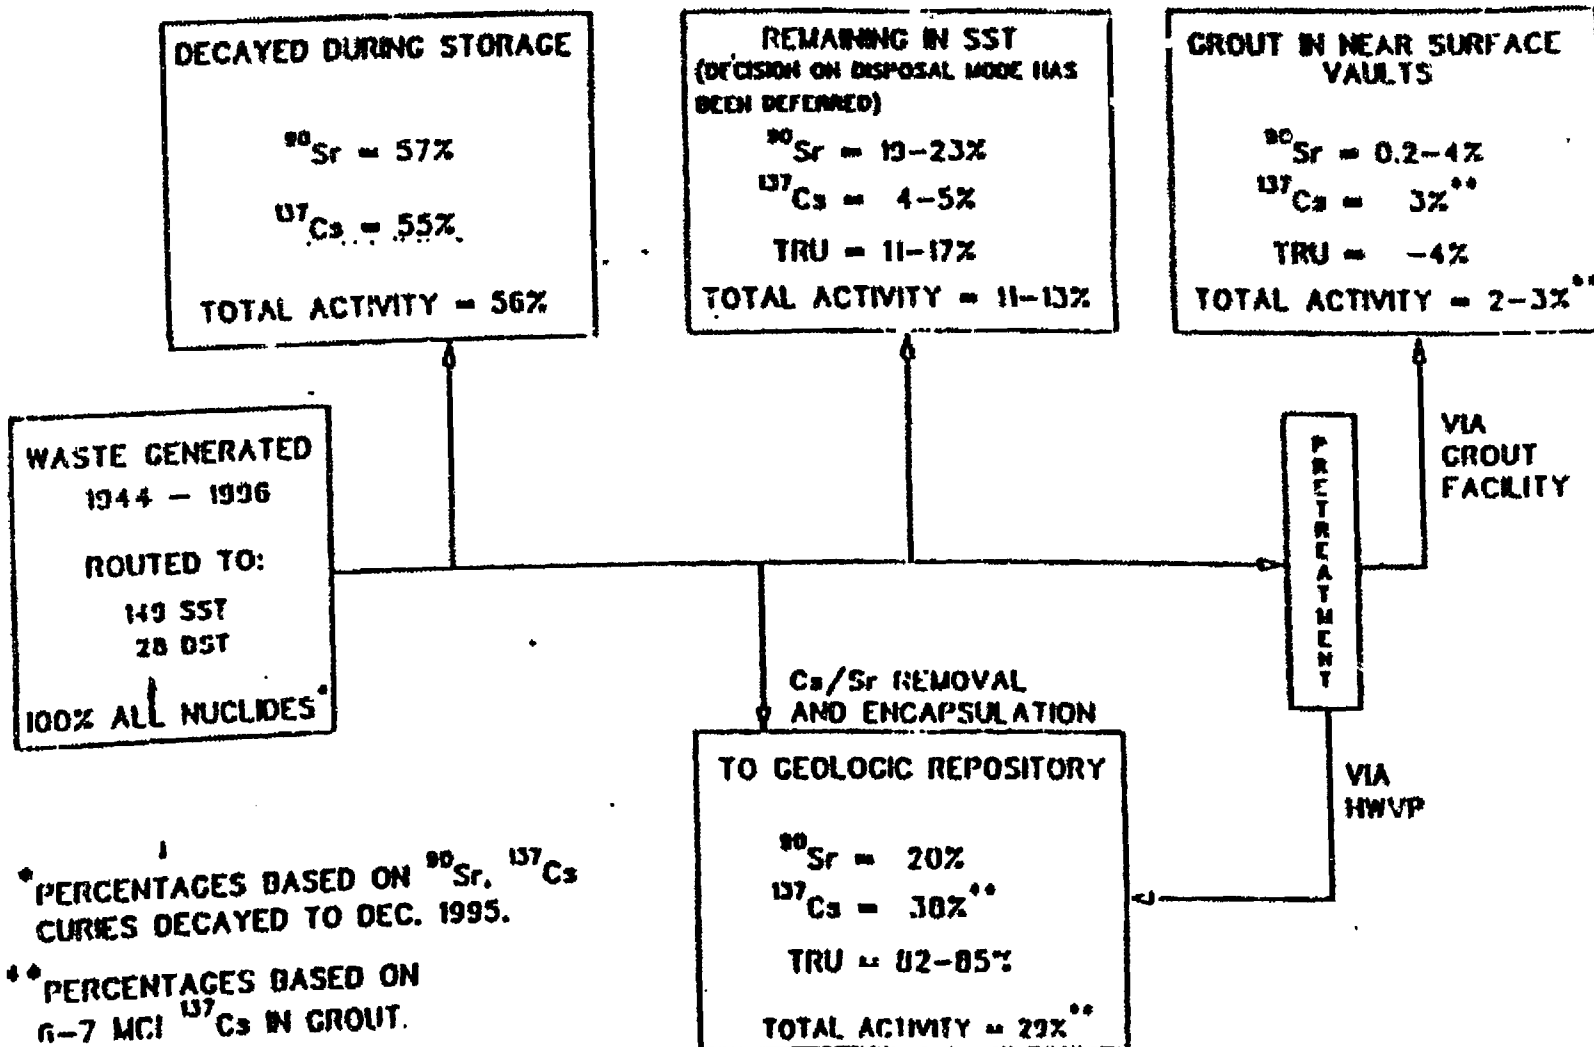 DECAYED DURING STORAGE
⁹⁰Sr = 57%
¹³⁷Cs = 55%
TOTAL ACTIVITY = 56%
REMAINING IN SST
(DECISION ON DISPOSAL MODE HAS
BEEN DEFERRED)
⁹⁰Sr = 19-23%
¹³⁷Cs = 4-5%
TRU = 11-17%
TOTAL ACTIVITY = 11-13%
GROUT IN NEAR SURFACE
VAULTS
⁹⁰Sr = 0.2-4%
¹³⁷Cs = 3%**
TRU = -4%
TOTAL ACTIVITY = 2-3%**
WASTE GENERATED
1944 - 1996
ROUTED TO:
149 SST
28 DST
100% ALL NUCLIDES*
PRETREATMENT
VIA
GROUT
FACILITY
Cs/Sr REMOVAL
AND ENCAPSULATION
TO GEOLOGIC REPOSITORY
⁹⁰Sr = 20%
¹³⁷Cs = 38%**
TRU = 82-85%
TOTAL ACTIVITY = 29%**
VIA
HWVP
*PERCENTAGES BASED ON ⁹⁰Sr, ¹³⁷Cs
CURIES DECAYED TO DEC. 1995.
**PERCENTAGES BASED ON
6-7 MCi ¹³⁷Cs IN GROUT.